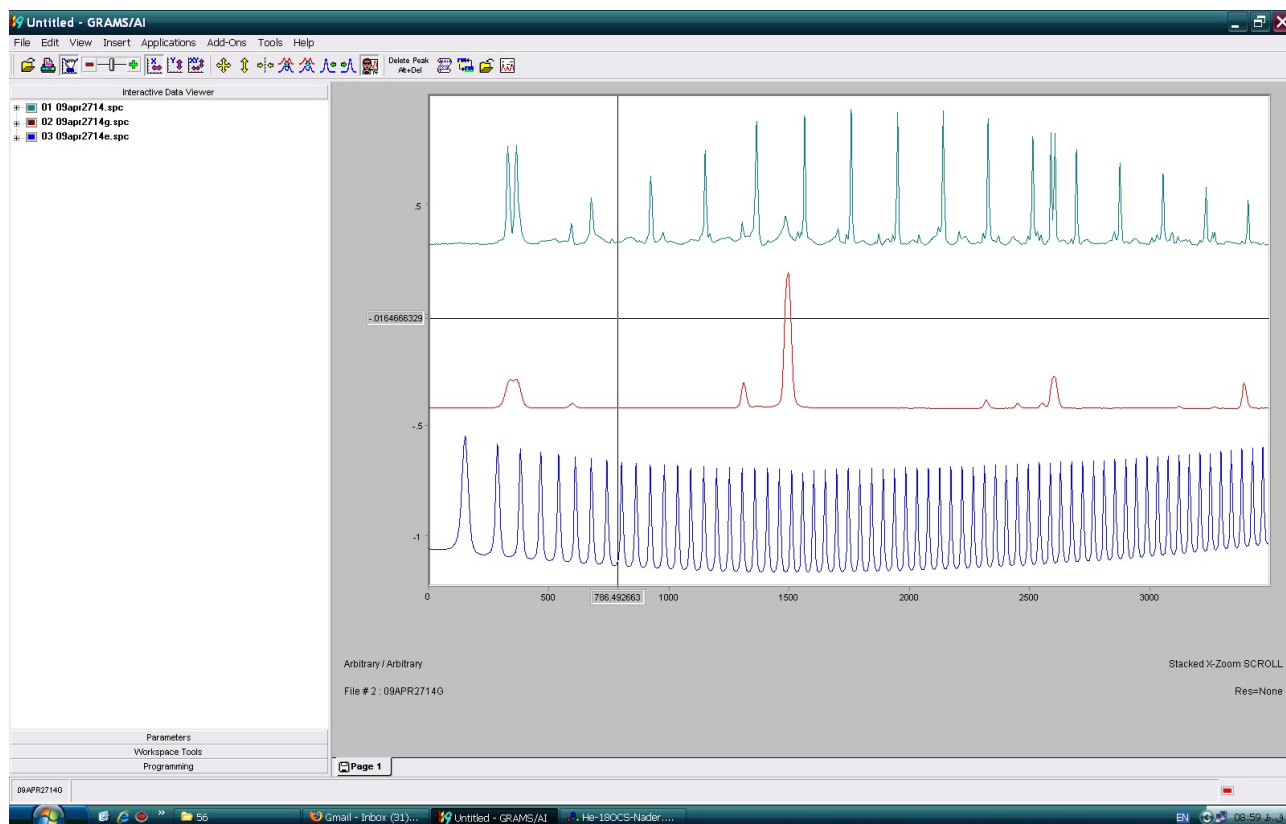 Untitled - GRAMS/AI
File Edit View Insert Applications Add-Ons Tools Help
Delete Peak
Alt+Del
Interactive Data Viewer
01 09apr2714.spc
02 09apr2714g.spc
03 09apr2714e.spc
.5
-.0164666329
-.5
-1
0 500 786.492663 1000 1500 2000 2500 3000
Arbitrary / Arbitrary
Stacked X-Zoom SCROLL
File # 2 : 09APR2714G
Res=None
Parameters
Workspace Tools
Programming
Page 1
09APR2714G
56
Gmail - Inbox (31)...
Untitled - GRAMS/AI
He-18OCS-Nader....
EN
08:59 ق.ظ